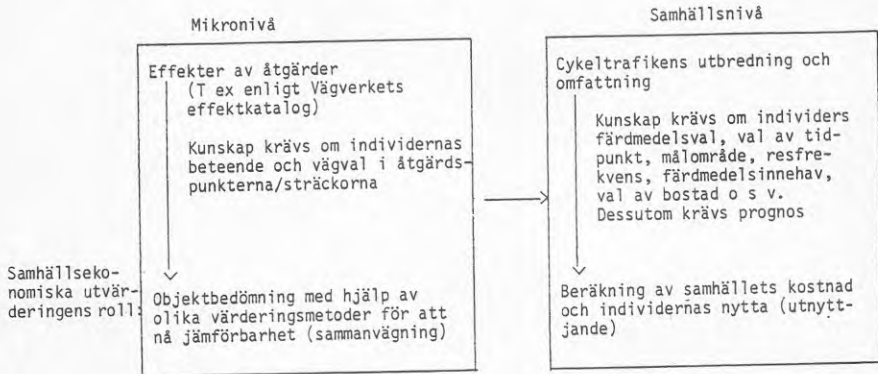 Mikronivå
Effekter av åtgärder
(T ex enligt Vägverkets
effektkatalog)
Kunskap krävs om individernas
beteende och vägval i åtgärds-
punkterna/sträckorna
Samhällseko-
nomiska utvär-
deringens roll:
Objektbedömning med hjälp av
olika värderingsmetoder för att
nå jämförbarhet (sammanvägning)
Samhällsnivå
Cykeltrafikens utbredning och
omfattning
Kunskap krävs om individers
färdmedelsval, val av tid-
punkt, målområde, resfre-
kvens, färdmedelsinnehav,
val av bostad o s v.
Dessutom krävs prognos
Beräkning av samhällets kostnad
och individernas nytta (utnytt-
jande)